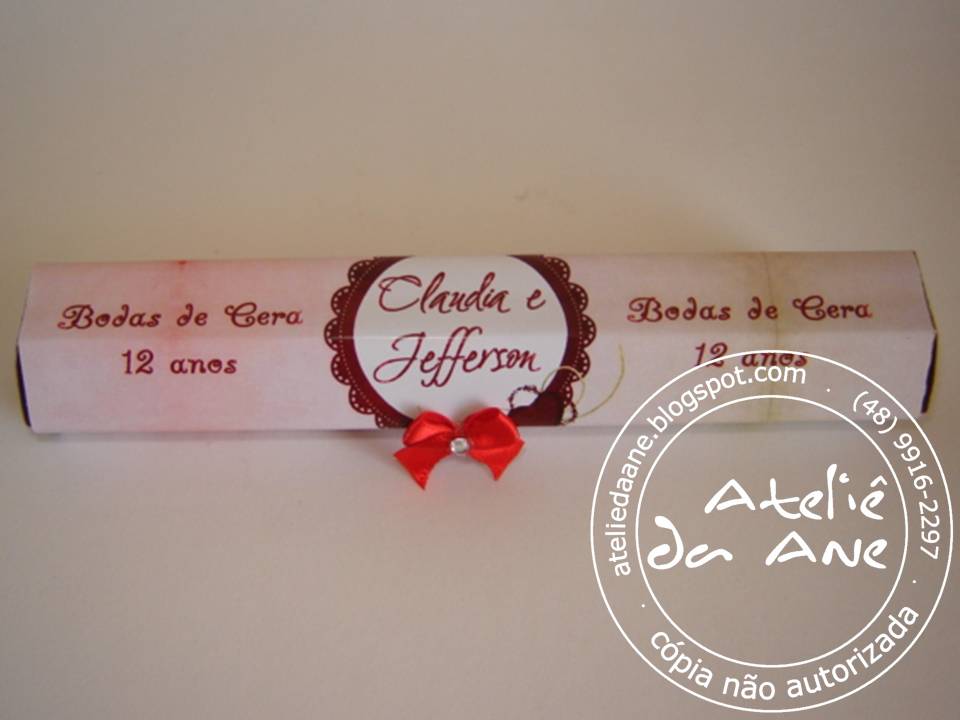 Bodas de Cera
12 anos
Claudia e
Jefferson
Bodas de Cera
12 anos
ateliedaane.blogspot.com · (48) 9916-2297
Ateliê
da Ane
· cópia não autorizada ·